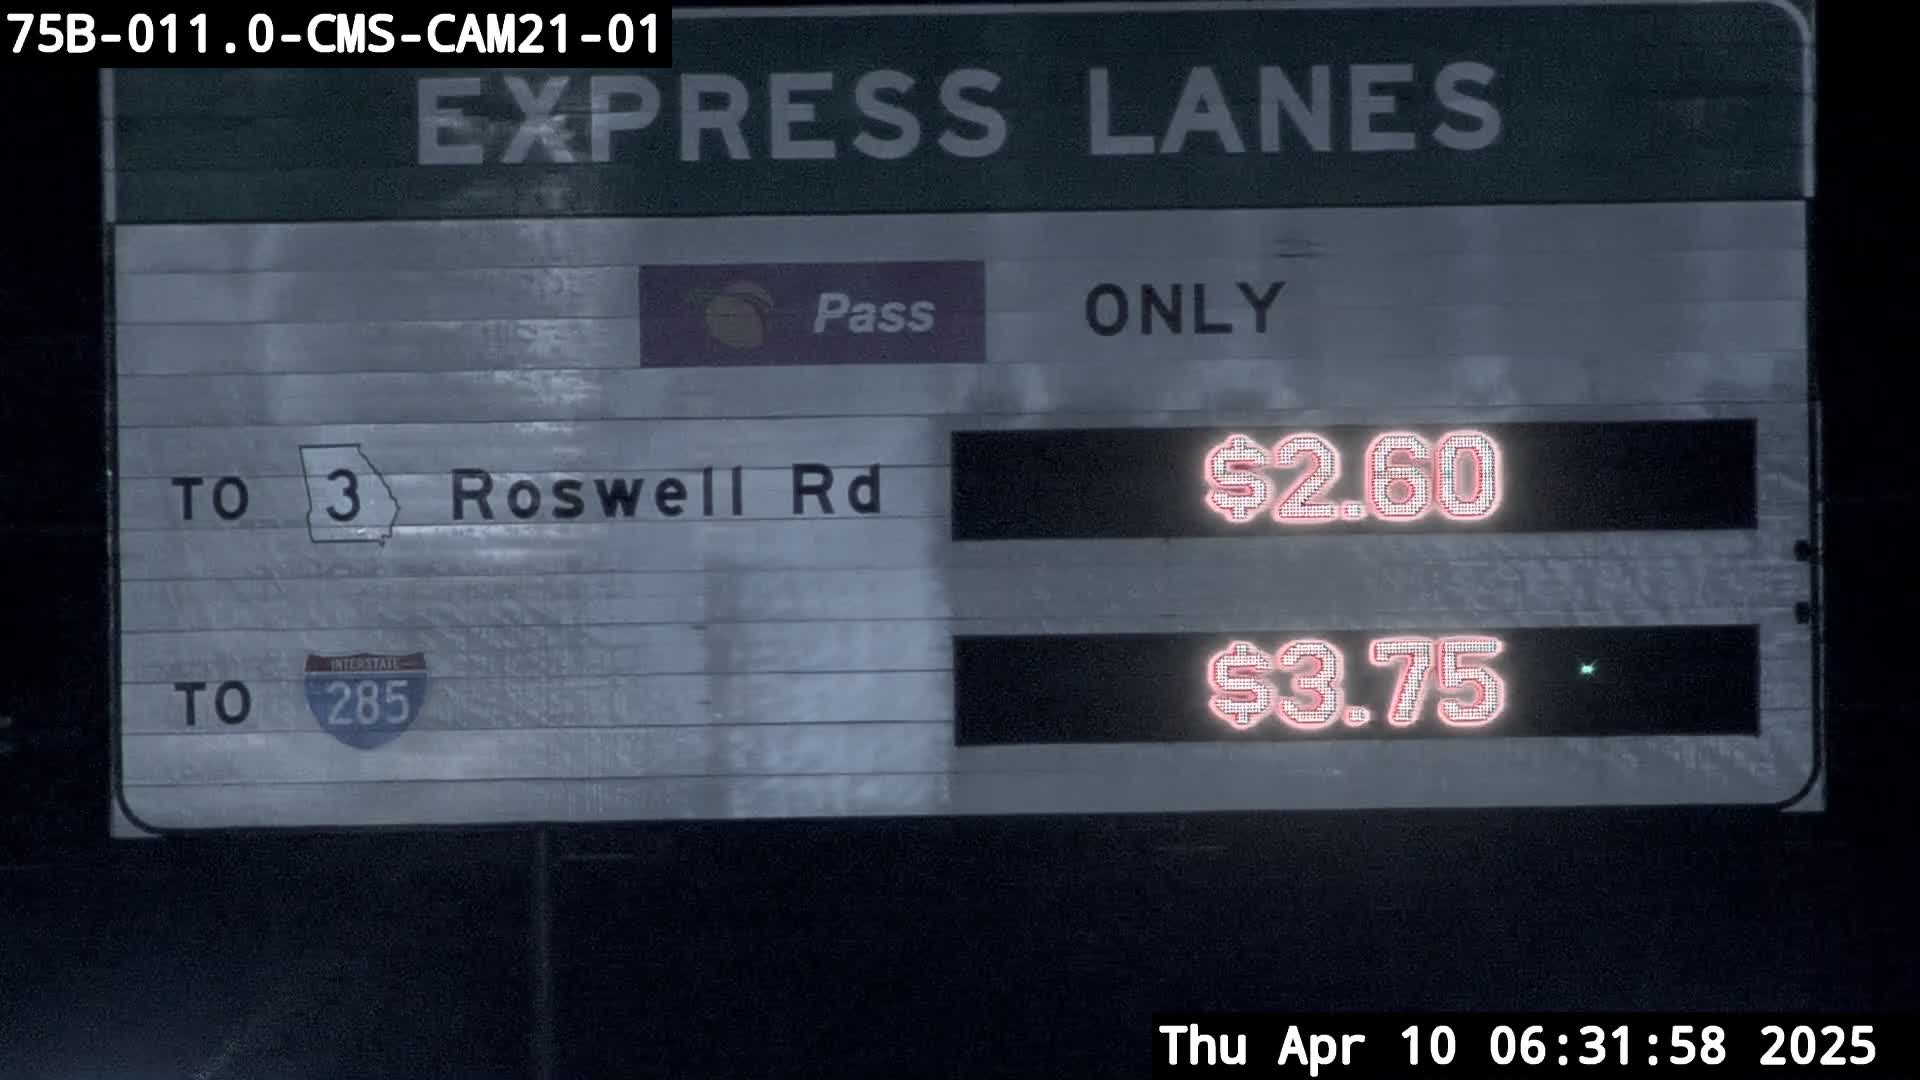 75B-011.0-CMS-CAM21-01
EXPRESS LANES
Pass ONLY
TO 3 Roswell Rd $2.60
INTERSTATE
TO 285 $3.75
Thu Apr 10 06:31:58 2025